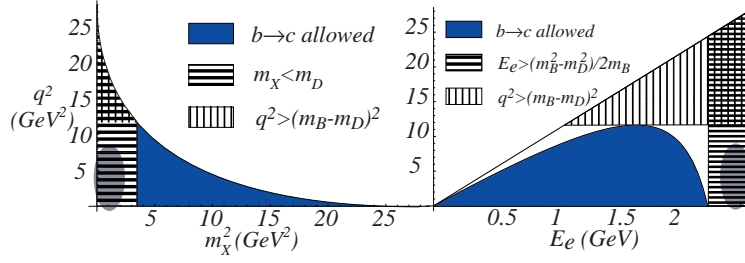 25
20
15
10
5
q² (GeV²)
b→c allowed
m_X<m_D
q²>(m_B-m_D)²
5 10 15 20 25 30
m_X² (GeV²)
25
20
15
10
5
b→c allowed
E_e>(m_B²-m_D²)/2m_B
q²>(m_B-m_D)²
0.5 1 1.5 2
E_e (GeV)